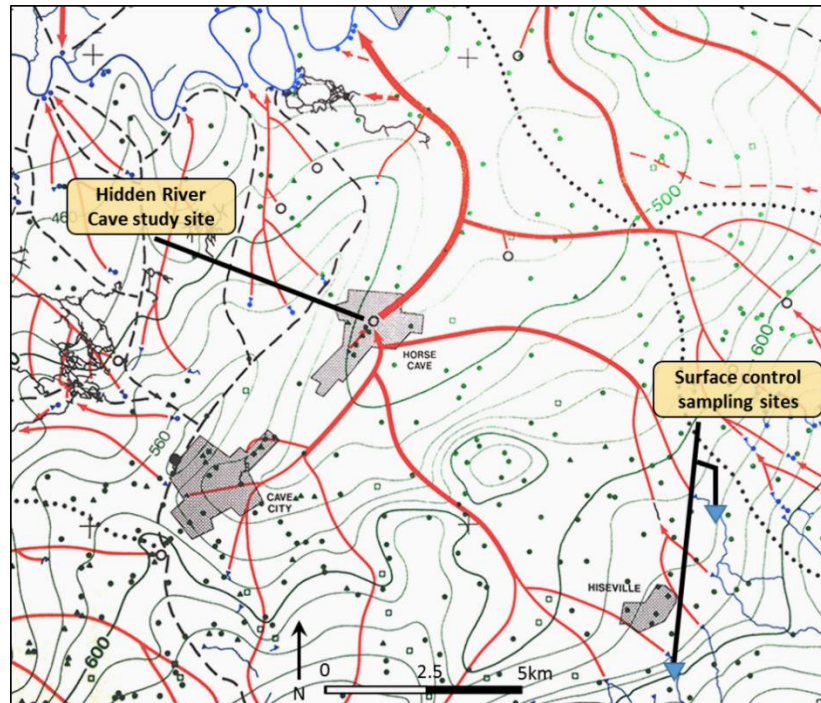 Hidden River
Cave study site
460
500
600
Surface control
sampling sites
HORSE
CAVE
560
CAVE
CITY
HISEVILLE
600
N
0
2.5
5km